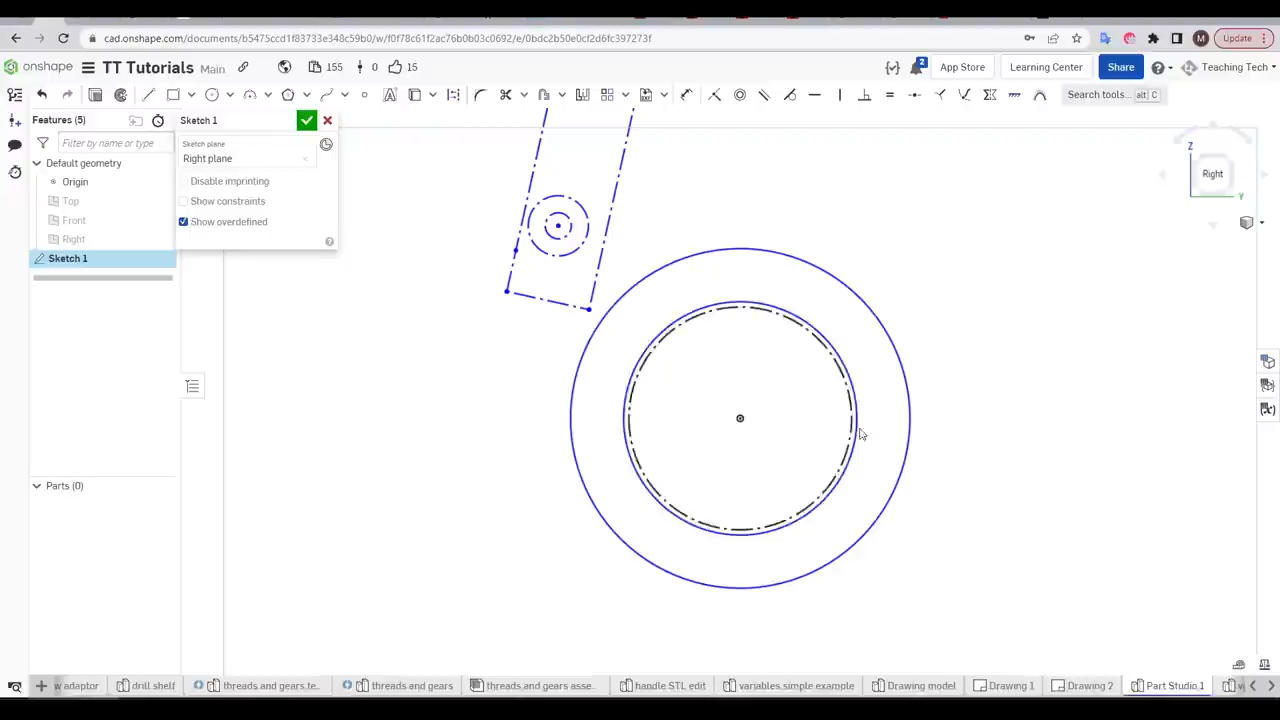 cad.onshape.com/documents/b5475ccd1f83733e348c59b0/w/f0f78c61f2ac76b0b03c0692/e/0bdc2b50e0cf2d6fc397273f
M
Update
onshape
TT Tutorials Main
155
0
15
2
App Store
Learning Center
Share
Teaching Tech
Search tools... alt C
Features (5)
Filter by name or type
Default geometry
Origin
Top
Front
Right
Sketch 1
Parts (0)
Sketch 1
Sketch plane
Right plane
Disable imprinting
Show constraints
Show overdefined
Z
Right
Y
w adaptor
drill shelf
threads and gears te...
threads and gears
threads and gears asse...
handle STL edit
variables simple example
Drawing model
Drawing 1
Drawing 2
Part Studio 1